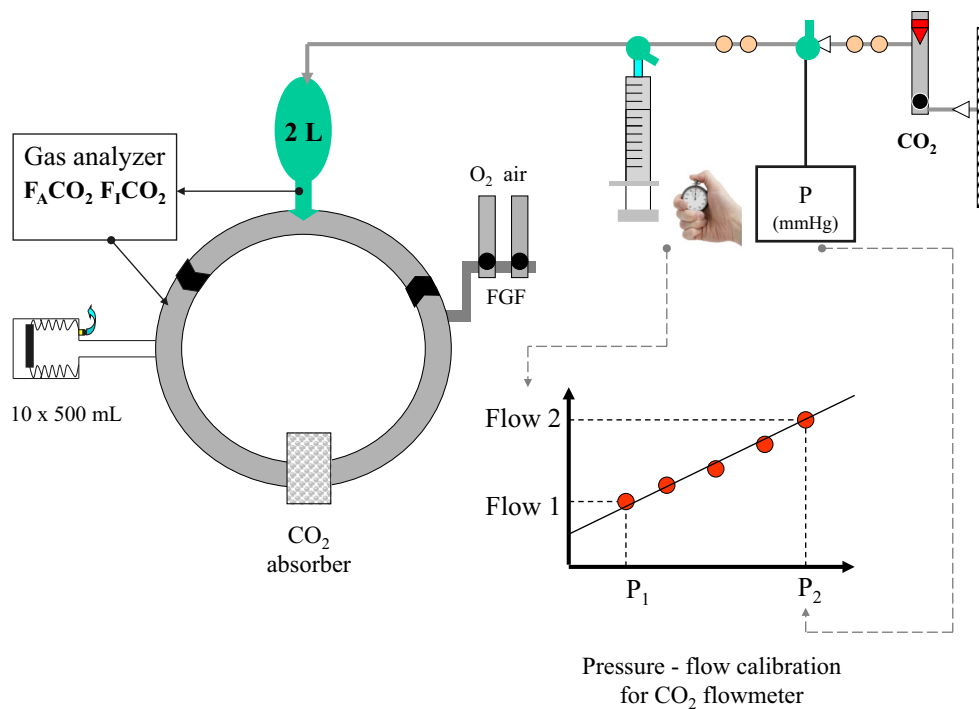 2 L
Gas analyzer
FACO2 FICO2
10 x 500 mL
CO2
absorber
O2 air
FGF
P
(mmHg)
CO2
Flow 2
Flow 1
P1
P2
Pressure - flow calibration
for CO2 flowmeter